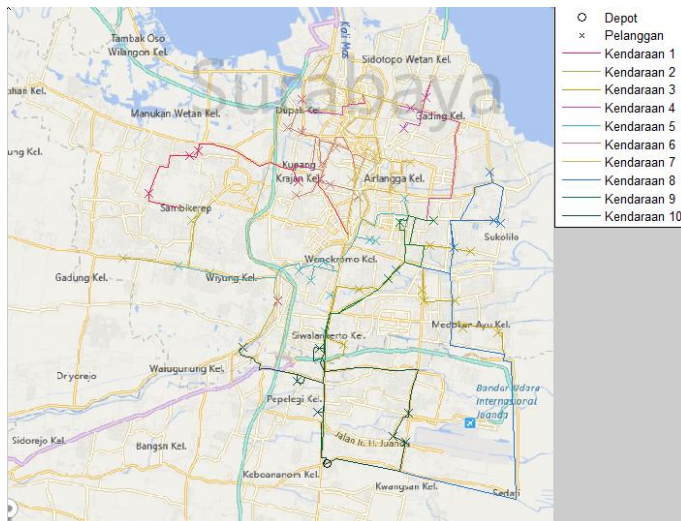 Tambak Oso
Wilangon Kel.
Kali Mas
Sidotopo Wetan Kel.
Surabaya
Manukan Wetan Kel.
Dupak Kel.
Gading Kel.
ung Kel.
Kupang
Krajan Kel.
Airlangga Kel.
Sambikerep
Sukolilo
Wonokromo Kel.
Gadung Kel.
Wiyung Kel.
Siwalankerto Kel.
Medokan Ayu Kel.
Dryorejo
Warugunung Kel.
Bandar Udara
Internasional
Juanda
Pepelegi Kel.
Sidorejo Kel.
Bangsri Kel.
Jalan Ir. H. Juanda
Keboananom Kel.
Kwangsan Kel.
Sedati
Depot
Pelanggan
Kendaraan 1
Kendaraan 2
Kendaraan 3
Kendaraan 4
Kendaraan 5
Kendaraan 6
Kendaraan 7
Kendaraan 8
Kendaraan 9
Kendaraan 10